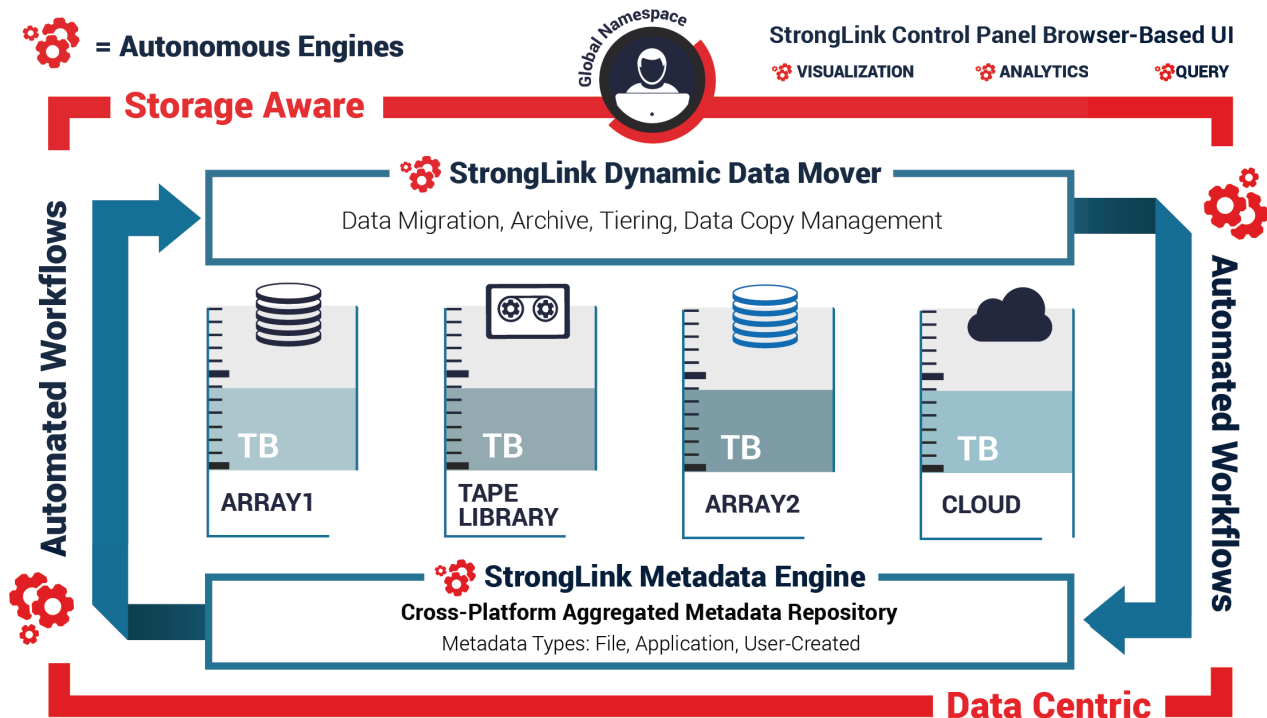 = Autonomous Engines
Global Namespace
StrongLink Control Panel Browser-Based UI
VISUALIZATION
ANALYTICS
QUERY
Storage Aware
StrongLink Dynamic Data Mover
Data Migration, Archive, Tiering, Data Copy Management
Automated Workflows
Automated Workflows
TB
TB
TB
TB
ARRAY1
TAPE
LIBRARY
ARRAY2
CLOUD
StrongLink Metadata Engine
Cross-Platform Aggregated Metadata Repository
Metadata Types: File, Application, User-Created
Data Centric